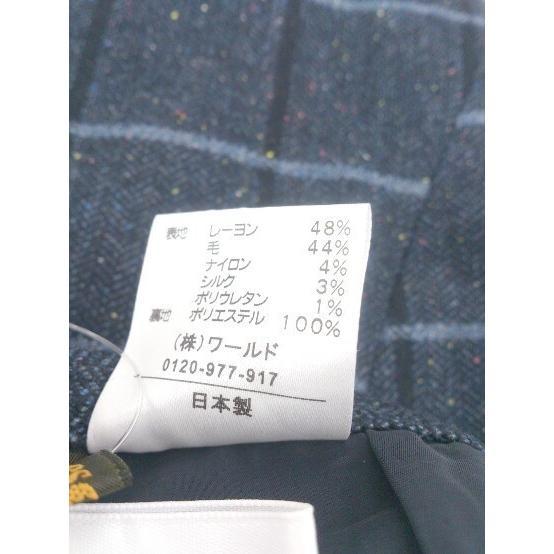 表地 レーヨン 48%
毛 44%
ナイロン 4%
シルク 3%
ポリウレタン 1%
裏地 ポリエステル 100%
(株)ワールド
0120-977-917
日本製